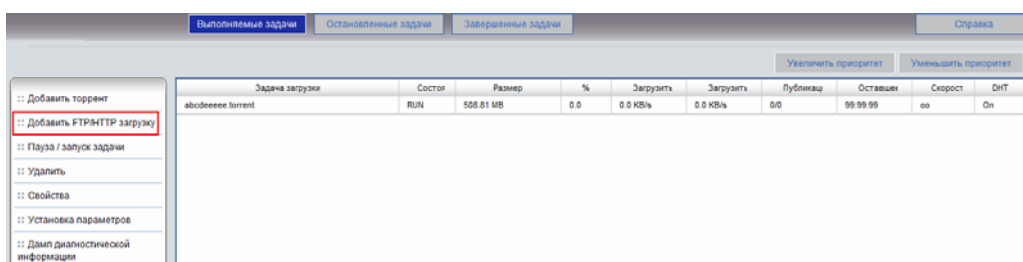 Выполняемые задачи Остановленные задачи Завершенные задачи Справка
Увеличить приоритет Уменьшить приоритет
Задача загрузки Состоя Размер % Загрузить Загрузить Публикац Оставшеи Скорост DHT
abcdeeeee.torrent RUN 508.81 MB 0.0 0.0 KB/s 0.0 KB/s 0/0 99:99:99 oo On
:: Добавить торрент
:: Добавить FTP/HTTP загрузку
:: Пауза / запуск задачи
:: Удалить
:: Свойства
:: Установка параметров
:: Дамп диагностической
информации